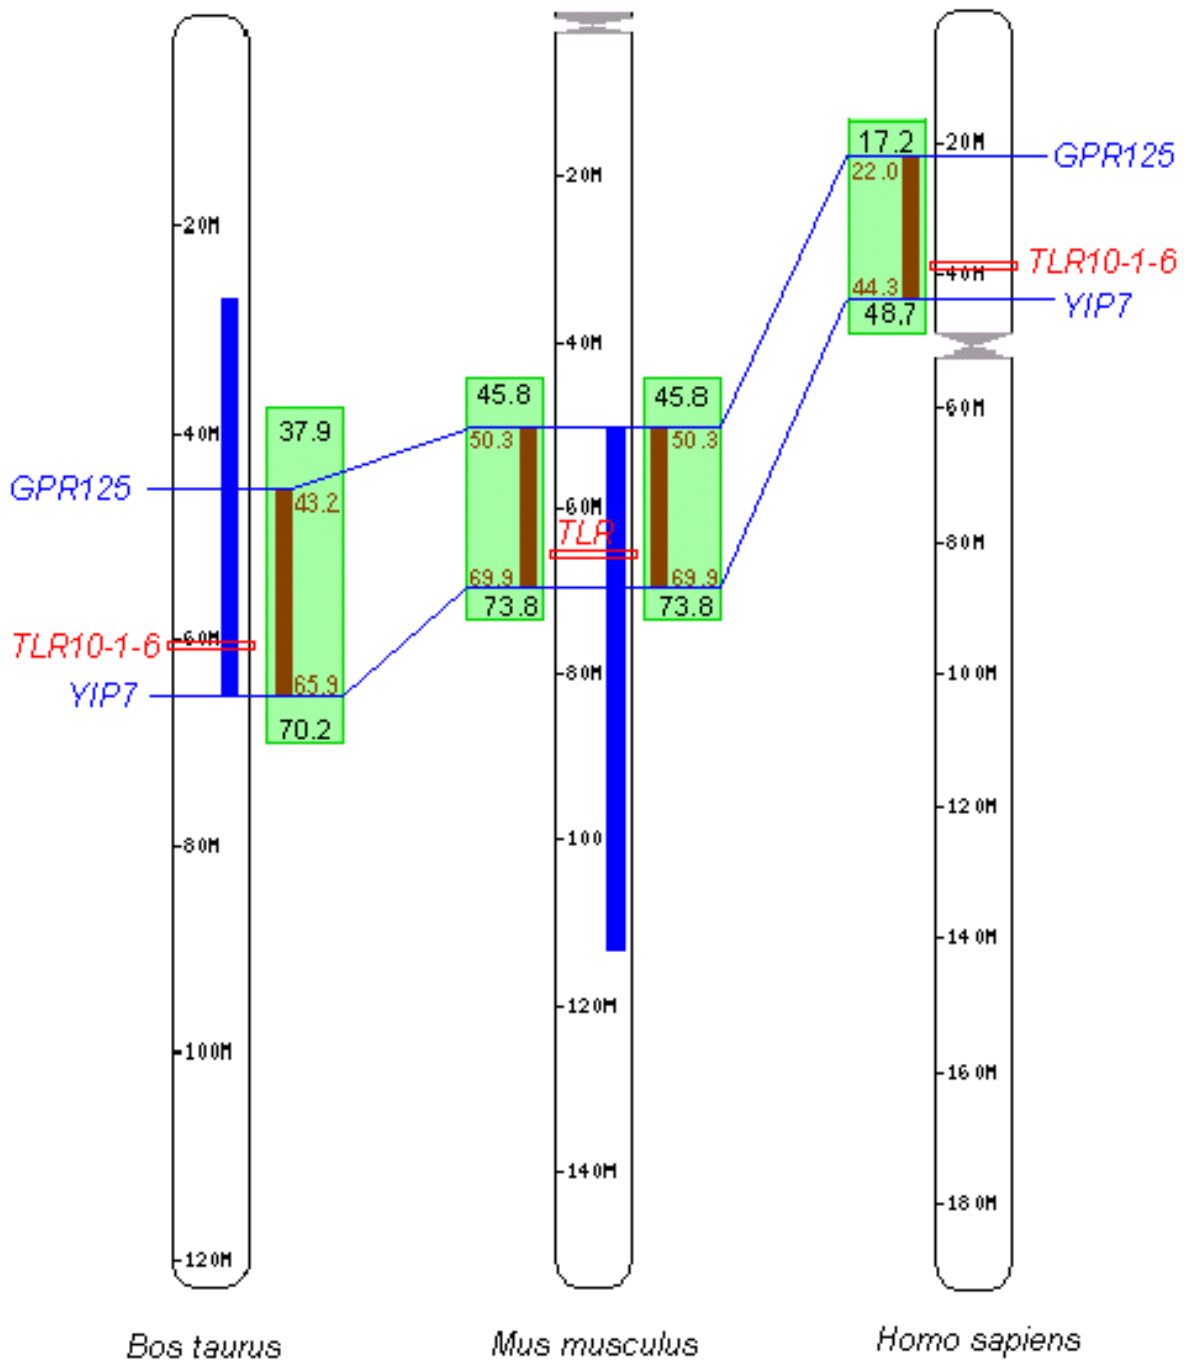 -20M
-40M
37.9
GPR125
43.2
-60M
TLR10-1-6
65.9
YIP7
70.2
-80M
-100M
-120M
Bos taurus
-20M
-40M
45.8
45.8
50.3
50.3
-60M
TLR
69.9
69.9
73.8
73.8
-80M
-100
-120M
-140M
Mus musculus
17.2
-20M
GPR125
22.0
TLR10-1-6
-40M
44.3
YIP7
48.7
-60M
-80M
-100M
-120M
-140M
-160M
-180M
Homo sapiens